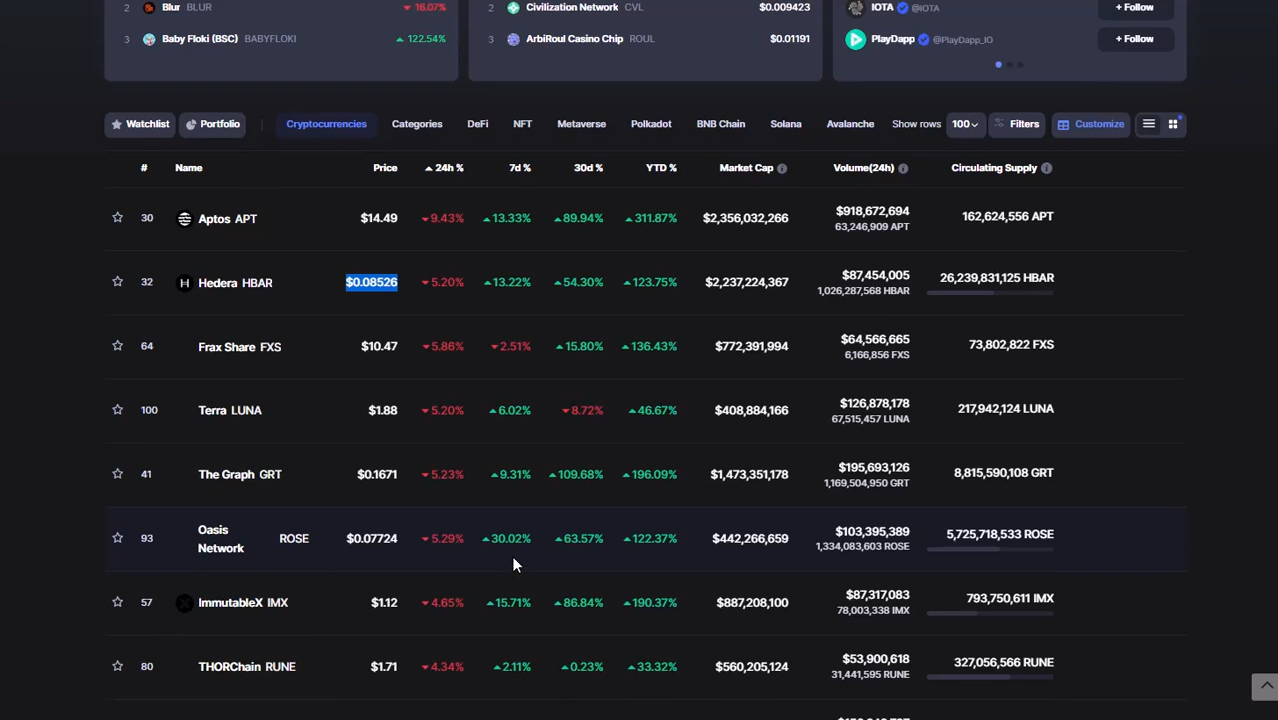 2 Blur BLUR 16.07%
3 Baby Floki (BSC) BABYFLOKI 122.54%
2 Civilization Network CVL $0.009423
3 ArbiRoul Casino Chip ROUL $0.01191
IOTA @IOTA + Follow
PlayDapp @PlayDapp_IO + Follow
Watchlist Portfolio Cryptocurrencies Categories DeFi NFT Metaverse Polkadot BNB Chain Solana Avalanche Show rows 100 Filters Customize
# Name Price 24h % 7d % 30d % YTD % Market Cap Volume(24h) Circulating Supply
30 Aptos APT $14.49 9.43% 13.33% 89.94% 311.87% $2,356,032,266 $918,672,694 162,624,556 APT
63,246,909 APT
32 Hedera HBAR $0.08526 5.20% 13.22% 54.30% 123.75% $2,237,224,367 $87,454,005 26,239,831,125 HBAR
1,026,287,568 HBAR
64 Frax Share FXS $10.47 5.86% 2.51% 15.80% 136.43% $772,391,994 $64,566,665 73,802,822 FXS
6,166,856 FXS
100 Terra LUNA $1.88 5.20% 6.02% 8.72% 46.67% $408,884,166 $126,878,178 217,942,124 LUNA
67,515,457 LUNA
41 The Graph GRT $0.1671 5.23% 9.31% 109.68% 196.09% $1,473,351,178 $195,693,126 8,815,590,108 GRT
1,169,504,950 GRT
93 Oasis Network ROSE $0.07724 5.29% 30.02% 63.57% 122.37% $442,266,659 $103,395,389 5,725,718,533 ROSE
1,334,083,603 ROSE
57 ImmutableX IMX $1.12 4.65% 15.71% 86.84% 190.37% $887,208,100 $87,317,083 793,750,611 IMX
78,003,338 IMX
80 THORChain RUNE $1.71 4.34% 2.11% 0.23% 33.32% $560,205,124 $53,900,618 327,056,566 RUNE
31,441,595 RUNE